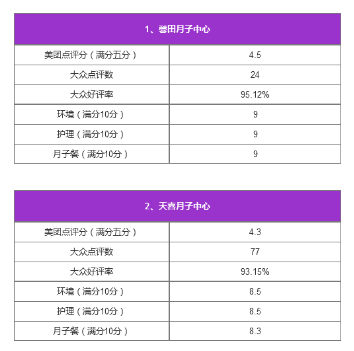 1、馨田月子中心
美团点评分（满分五分） 4.5
大众点评数 24
大众好评率 95.12%
环境（满分10分） 9
护理（满分10分） 9
月子餐（满分10分） 9
2、天喜月子中心
美团点评分（满分五分） 4.3
大众点评数 77
大众好评率 93.15%
环境（满分10分） 8.5
护理（满分10分） 8.5
月子餐（满分10分） 8.3